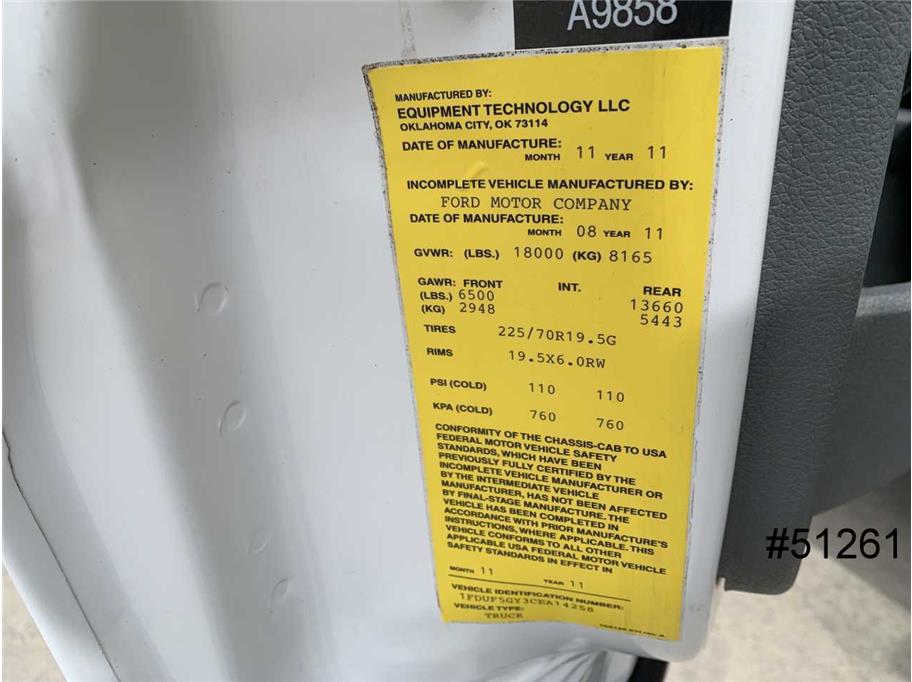 A9858
MANUFACTURED BY:
EQUIPMENT TECHNOLOGY LLC
OKLAHOMA CITY, OK 73114
DATE OF MANUFACTURE:
MONTH 11 YEAR 11
INCOMPLETE VEHICLE MANUFACTURED BY:
FORD MOTOR COMPANY
DATE OF MANUFACTURE:
MONTH 08 YEAR 11
GVWR: (LBS.) 18000 (KG) 8165
GAWR: FRONT INT. REAR
(LBS.) 6500 13660
(KG) 2948 5443
TIRES 225/70R19.5G
RIMS 19.5X6.0RW
PSI (COLD) 110 110
KPA (COLD) 760 760
CONFORMITY OF THE CHASSIS-CAB TO USA
FEDERAL MOTOR VEHICLE SAFETY
STANDARDS, WHICH HAVE BEEN
PREVIOUSLY FULLY CERTIFIED BY THE
INCOMPLETE VEHICLE MANUFACTURER OR
BY THE INTERMEDIATE VEHICLE
MANUFACTURER, HAS NOT BEEN AFFECTED
BY FINAL-STAGE MANUFACTURE. THE
VEHICLE HAS BEEN COMPLETED IN
ACCORDANCE WITH PRIOR MANUFACTURE'S
INSTRUCTIONS, WHERE APPLICABLE. THIS
VEHICLE CONFORMS TO ALL OTHER
APPLICABLE USA FEDERAL MOTOR VEHICLE
SAFETY STANDARDS IN EFFECT IN
MONTH 11 YEAR 11
VEHICLE IDENTIFICATION NUMBER:
1FDUF5GY3CEA14258
VEHICLE TYPE:
TRUCK
#51261